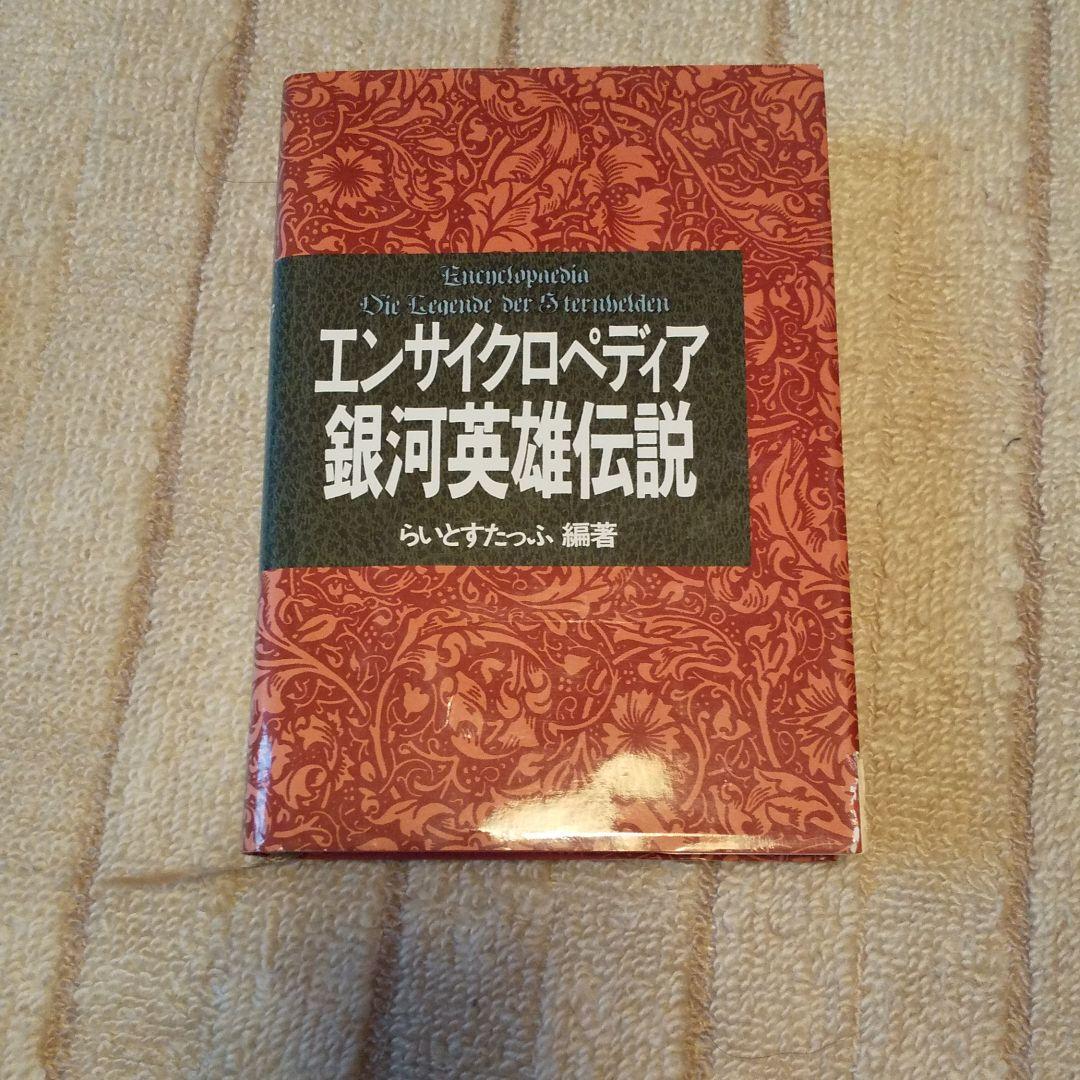 Encyclopaedia
Die Legende der Sternhelden
エンサイクロペディア
銀河英雄伝説
らいとすたっふ 編著